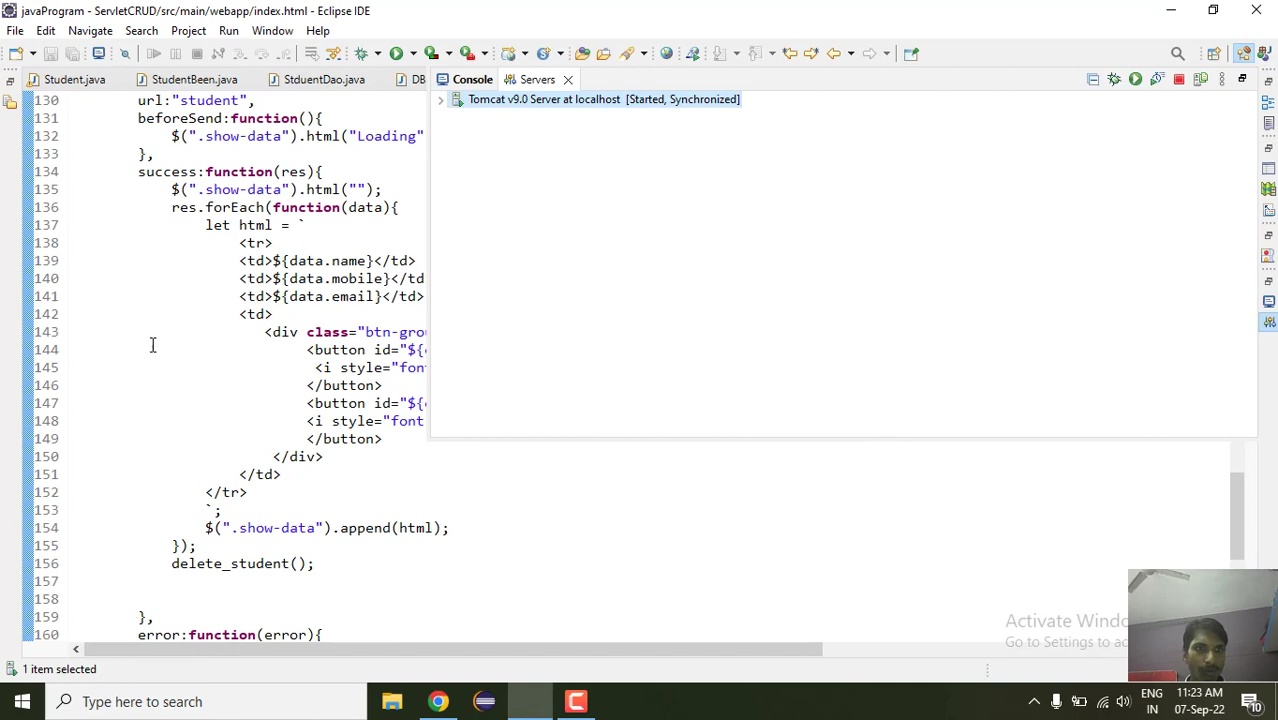 javaProgram - ServletCRUD/src/main/webapp/index.html - Eclipse IDE
File Edit Navigate Search Project Run Window Help
Student.java StudentBeen.java StduentDao.java DB Console Servers
Tomcat v9.0 Server at localhost [Started, Synchronized]
130 url:"student",
131 beforeSend:function(){
132 $(".show-data").html("Loading"
133 },
134 success:function(res){
135 $(".show-data").html("");
136 res.forEach(function(data){
137 let html = `
138 <tr>
139 <td>${data.name}</td>
140 <td>${data.mobile}</td
141 <td>${data.email}</td>
142 <td>
143 <div class="btn-gro
144 <button id="${
145 <i style="fon
146 </button>
147 <button id="${
148 <i style="font
149 </button>
150 </div>
151 </td>
152 </tr>
153 `;
154 $(".show-data").append(html);
155 });
156 delete_student();
157
158
159 },
160 error:function(error){
Activate Windo
Go to Settings to ac
1 item selected
Type here to search
ENG
IN
11:23 AM
07-Sep-22
10